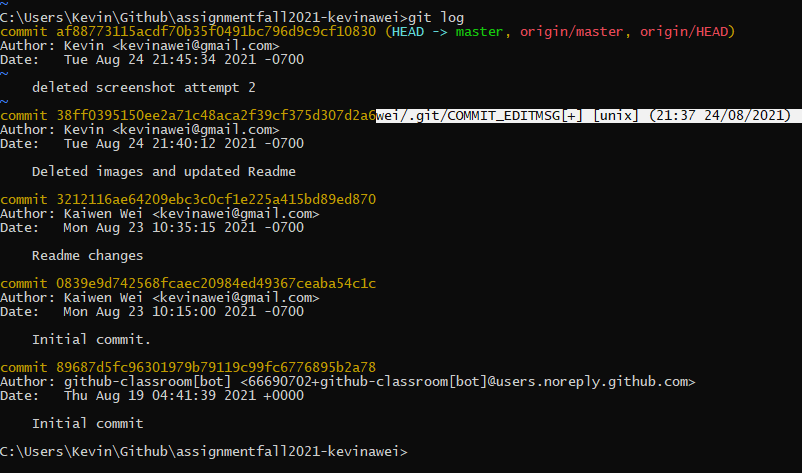 ~
C:\Users\Kevin\Github\assignmentfall2021-kevinawei>git log
commit af88773115acdf70b35f0491bc796d9c9cf10830 (HEAD -> master, origin/master, origin/HEAD)
Author: Kevin <kevinawei@gmail.com>
Date:   Tue Aug 24 21:45:34 2021 -0700
~
    deleted screenshot attempt 2
~
commit 38ff0395150ee2a71c48aca2f39cf375d307d2a6wei/.git/COMMIT_EDITMSG[+] [unix] (21:37 24/08/2021)
Author: Kevin <kevinawei@gmail.com>
Date:   Tue Aug 24 21:40:12 2021 -0700
    Deleted images and updated Readme
commit 3212116ae64209ebc3c0cf1e225a415bd89ed870
Author: Kaiwen Wei <kevinawei@gmail.com>
Date:   Mon Aug 23 10:35:15 2021 -0700
    Readme changes
commit 0839e9d742568fcaec20984ed49367ceaba54c1c
Author: Kaiwen Wei <kevinawei@gmail.com>
Date:   Mon Aug 23 10:15:00 2021 -0700
    Initial commit.
commit 89687d5fc96301979b79119c99fc6776895b2a78
Author: github-classroom[bot] <66690702+github-classroom[bot]@users.noreply.github.com>
Date:   Thu Aug 19 04:41:39 2021 +0000
    Initial commit
C:\Users\Kevin\Github\assignmentfall2021-kevinawei>